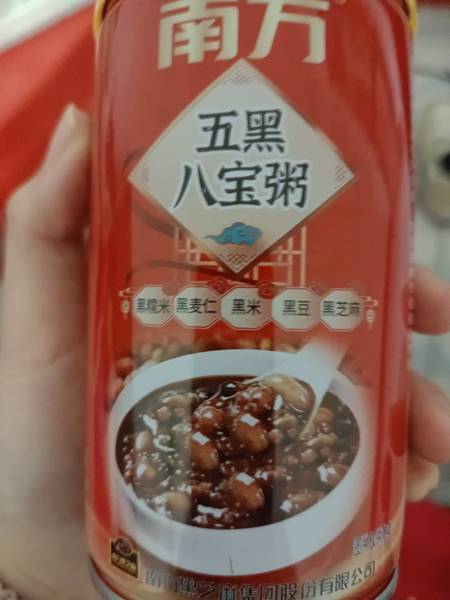 南方
五黑
八宝粥
黑糯米 黑麦仁 黑米 黑豆 黑芝麻
南方黑芝麻集团股份有限公司